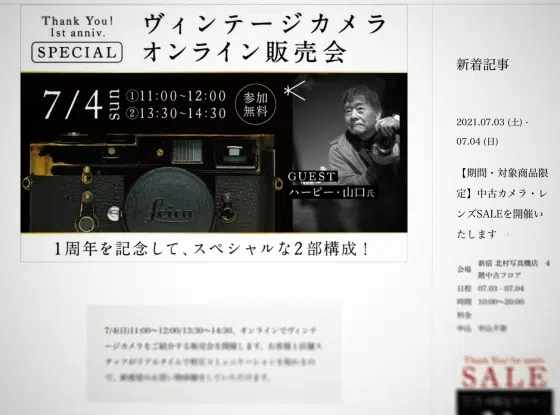 Thank You!
1st anniv.
SPECIAL
ヴィンテージカメラ
オンライン販売会
7/4 sun
①11:00~12:00
②13:30~14:30
参加
無料
Leica
GUEST
ハービー・山口氏
1周年を記念して、スペシャルな2部構成！
7/4(日)11:00~12:00/13:30~14:30、オンラインでヴィンテ
ージカメラをご紹介する販売会を開催します。お客様と店舗ス
タッフがリアルタイムで相互コミュニケーションを取れるの
新着記事
2021.07.03 (土) -
07.04 (日)
【期間・対象商品限
定】中古カメラ・レ
ンズSALEを開催い
たします
会場 新宿 北村写真機店 4
階中古フロア
日程 07.03 - 07.04
時間 10:00~20:00
料金
申込 申込不要
Thank You! 1st anniv.
SALE